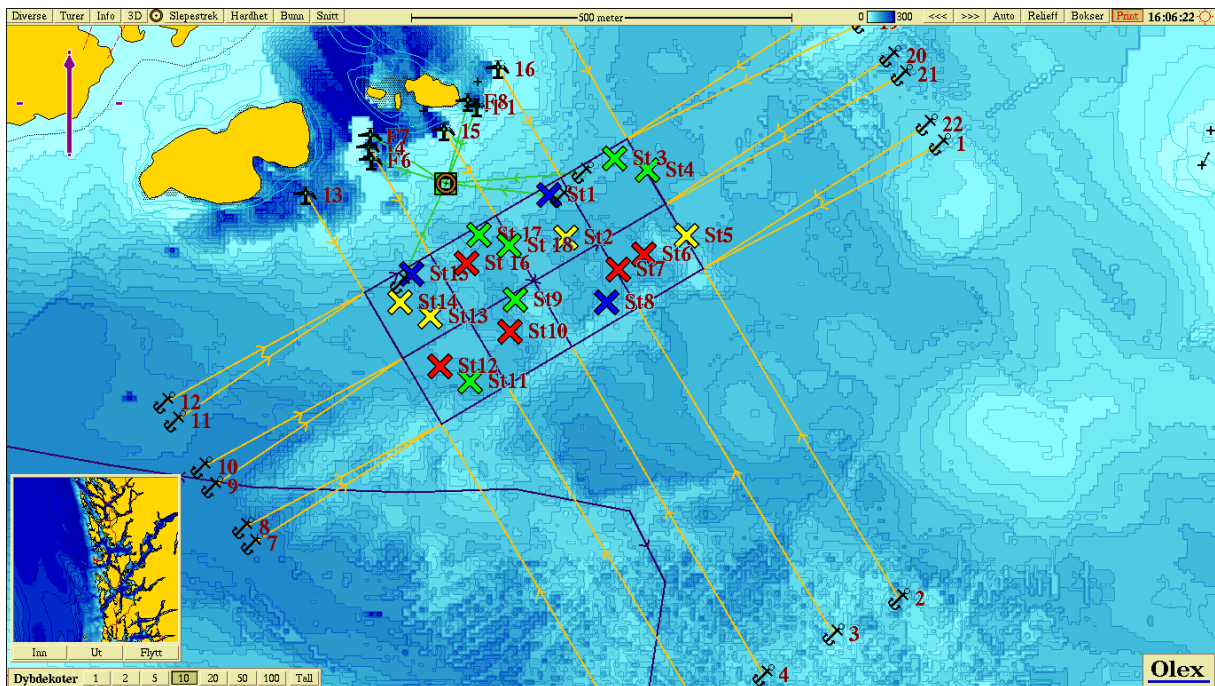 Diverse Turer Info 3D Slepestrek Hardhet Bunn Snitt 500 meter 0 300 <<< >>> Auto Relieff Bokser Print 16:06:22
16
20
21
F8
15
22
1
F6
13
St 3
St4
St1
St 17
St 18
St2
St5
St 16
St6
St7
St15
St14
St13
St9
St8
St10
St12
St11
12
11
10
9
8
7
2
3
4
Inn Ut Flytt
Dybdekoter 1 2 5 10 20 50 100 Tall
Olex